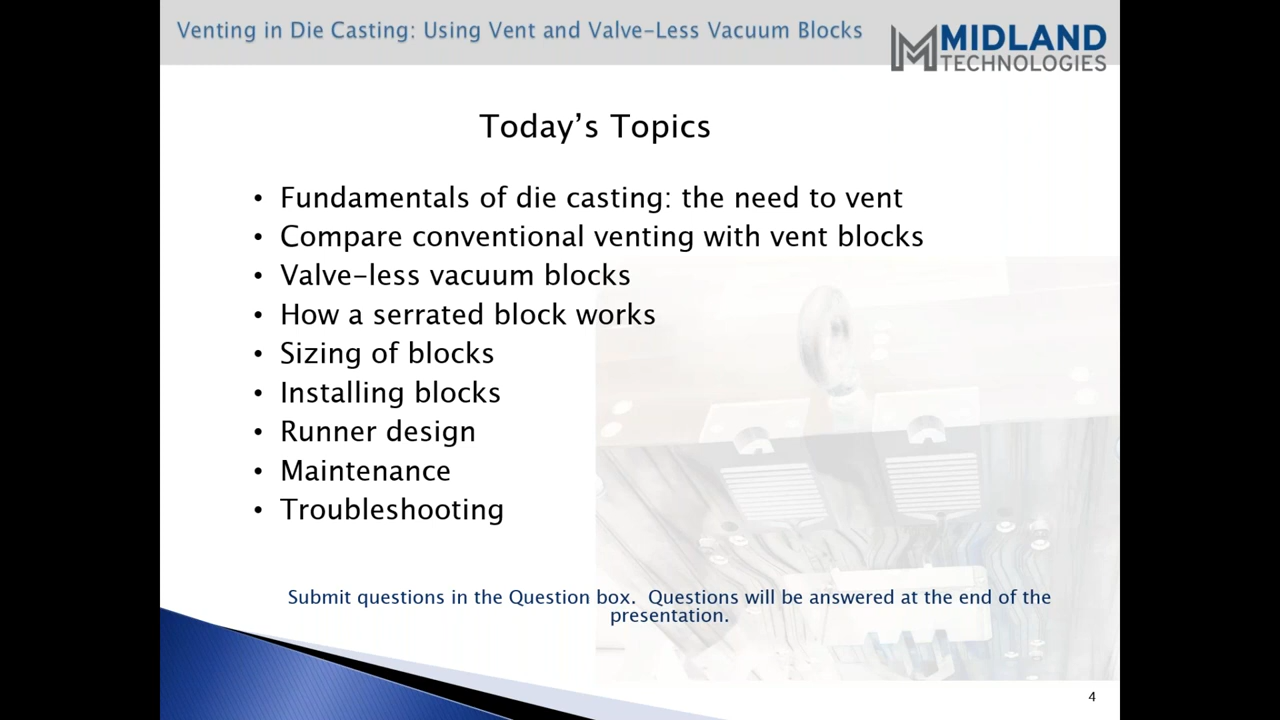 Venting in Die Casting: Using Vent and Valve-Less Vacuum Blocks
MIDLAND
TECHNOLOGIES
Today's Topics
• Fundamentals of die casting: the need to vent
• Compare conventional venting with vent blocks
• Valve-less vacuum blocks
• How a serrated block works
• Sizing of blocks
• Installing blocks
• Runner design
• Maintenance
• Troubleshooting
Submit questions in the Question box. Questions will be answered at the end of the
presentation.
4